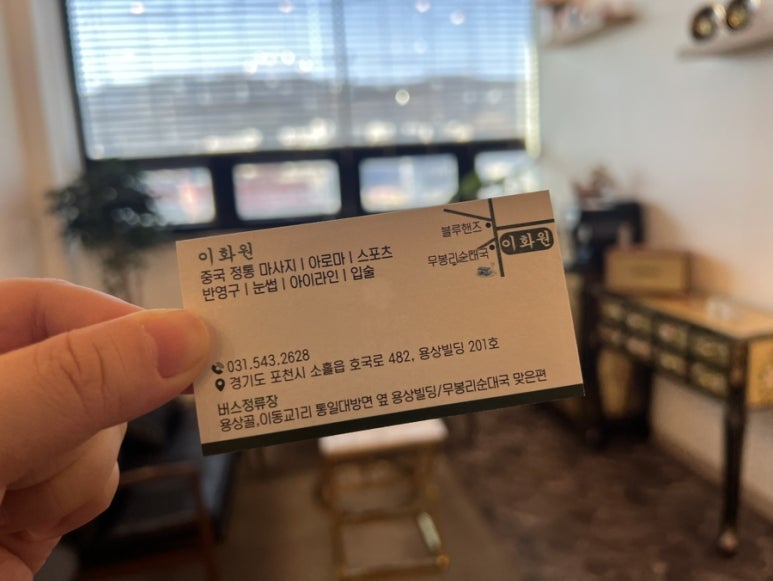 이화원
중국 정통 마사지 | 아로마 | 스포츠
반영구 | 눈썹 | 아이라인 | 입술
블루핸즈
이화원
무봉리순대국
031.543.2628
경기도 포천시 소흘읍 호국로 482, 용상빌딩 201호
버스정류장
용상골,이동교1리 통일대방면 옆 용상빌딩/무봉리순대국 맞은편